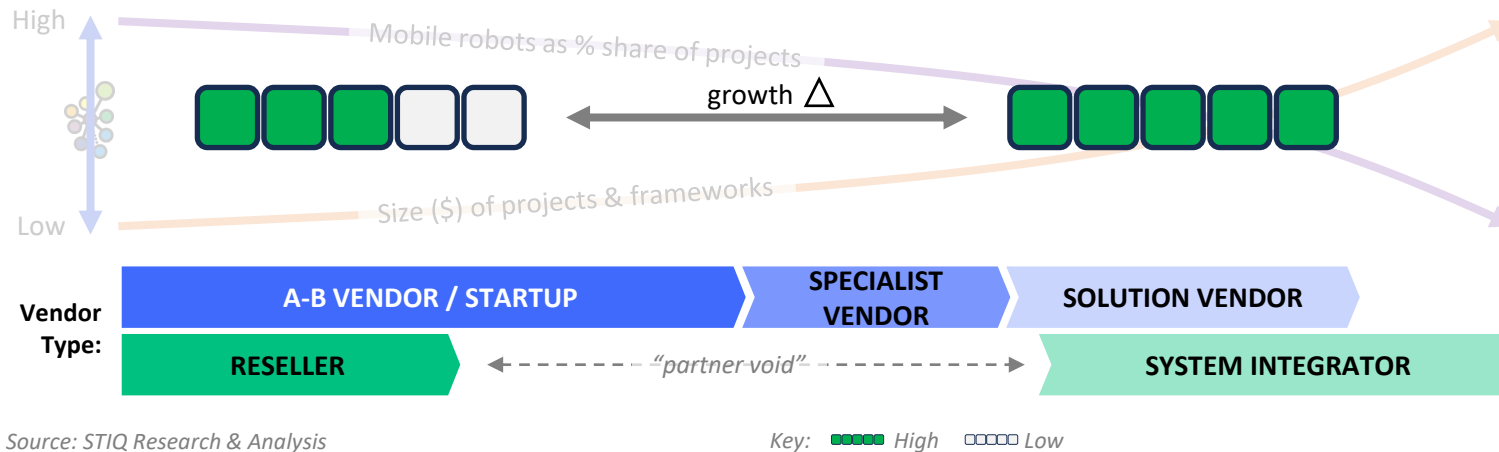 High
Mobile robots as % share of projects
growth △
Size ($) of projects & frameworks
Low
Vendor
Type:
A-B VENDOR / STARTUP
SPECIALIST
VENDOR
SOLUTION VENDOR
RESELLER
“partner void”
SYSTEM INTEGRATOR
Source: STIQ Research & Analysis
Key: High Low